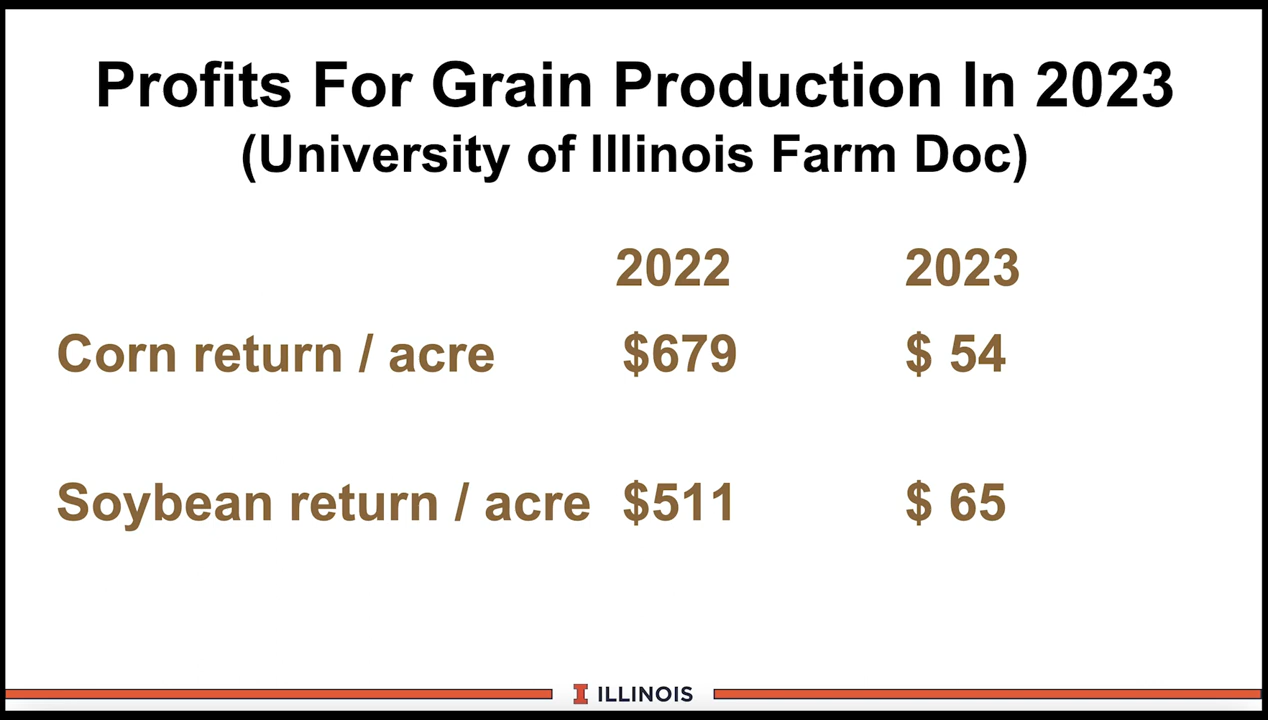 Profits For Grain Production In 2023
(University of Illinois Farm Doc)
2022 2023
Corn return / acre $679 $ 54
Soybean return / acre $511 $ 65
I ILLINOIS